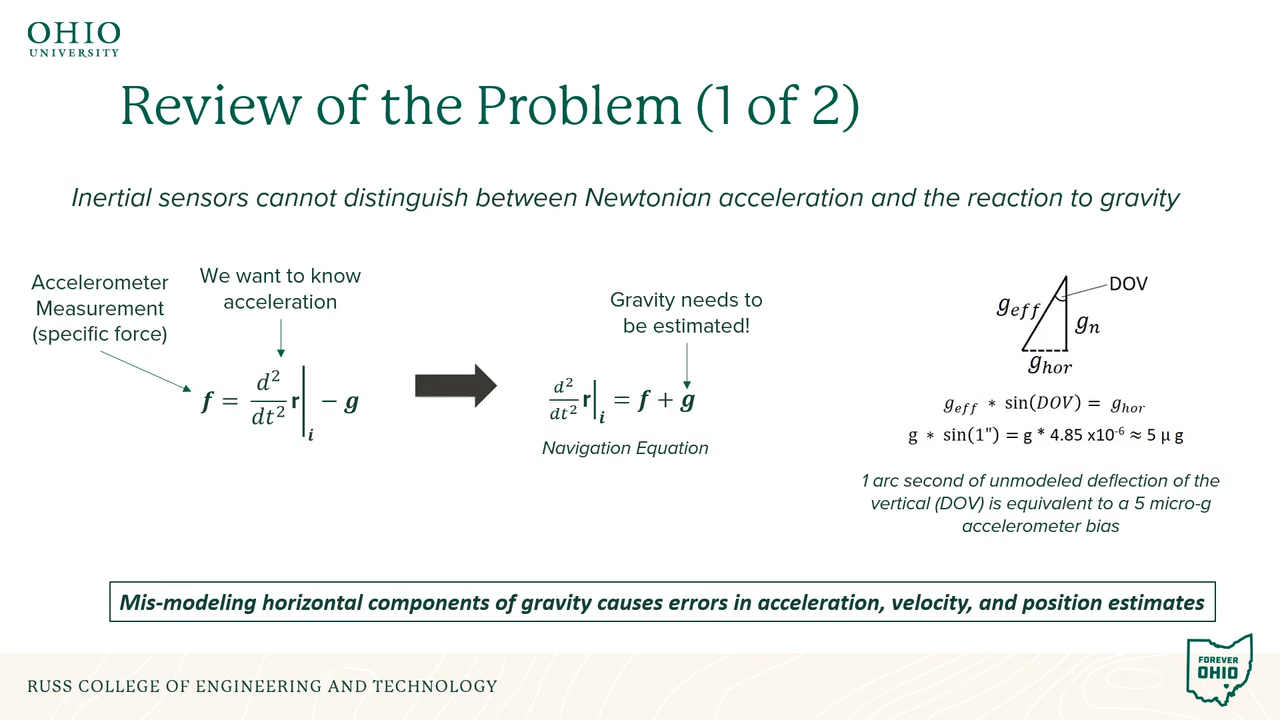 OHIO
UNIVERSITY
Review of the Problem (1 of 2)
Inertial sensors cannot distinguish between Newtonian acceleration and the reaction to gravity
Accelerometer
Measurement
(specific force)
We want to know
acceleration
f = d²/dt² r|ᵢ − g
Gravity needs to
be estimated!
d²/dt² r|ᵢ = f + g
Navigation Equation
DOV
g_eff
g_n
g_hor
g_eff * sin(DOV) = g_hor
g * sin(1") = g * 4.85 x10⁻⁶ ≈ 5 µ g
1 arc second of unmodeled deflection of the
vertical (DOV) is equivalent to a 5 micro-g
accelerometer bias
Mis-modeling horizontal components of gravity causes errors in acceleration, velocity, and position estimates
RUSS COLLEGE OF ENGINEERING AND TECHNOLOGY
FOREVER
OHIO